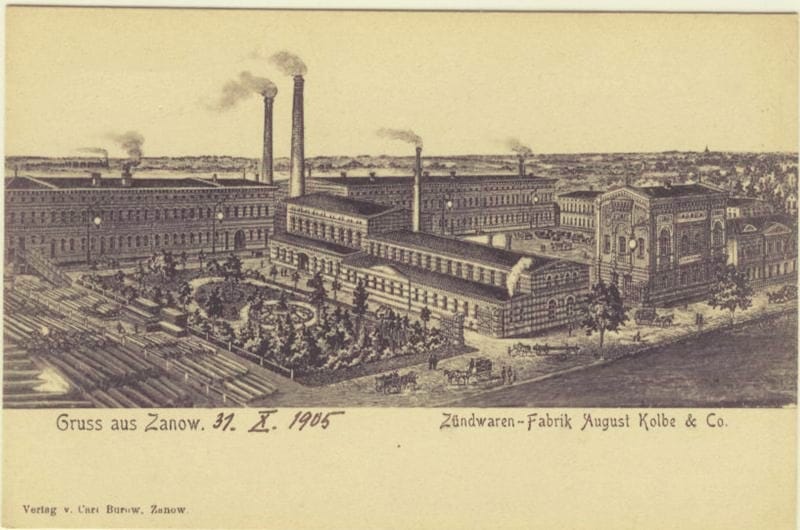 Gruss aus Zanow. 31. X. 1905
Zündwaren-Fabrik August Kolbe & Co.
Verlag v. Carl Burow, Zanow.